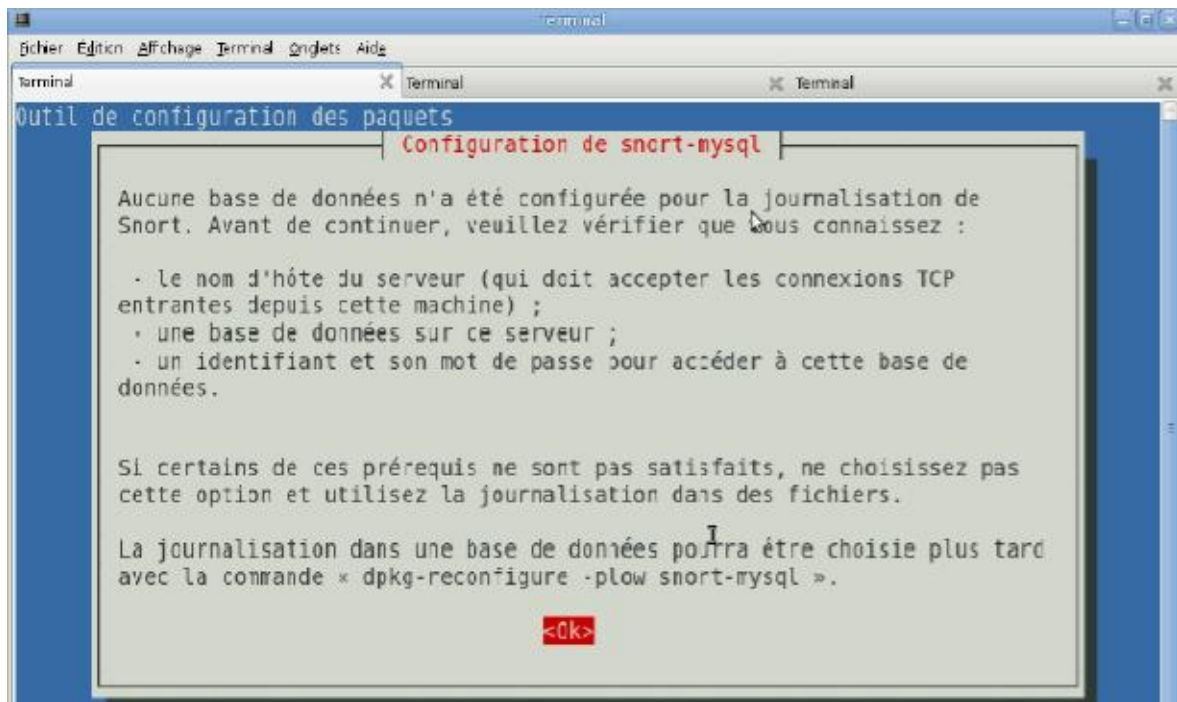 Terminal
Fichier Édition Affichage Terminal Onglets Aide
Terminal Terminal Terminal
Outil de configuration des paquets
Configuration de snort-mysql
Aucune base de données n'a été configurée pour la journalisation de
Snort. Avant de continuer, veuillez vérifier que vous connaissez :
- le nom d'hôte du serveur (qui doit accepter les connexions TCP
entrantes depuis cette machine) ;
- une base de données sur ce serveur ;
- un identifiant et son mot de passe pour accéder à cette base de
données.
Si certains de ces prérequis ne sont pas satisfaits, ne choisissez pas
cette option et utilisez la journalisation dans des fichiers.
La journalisation dans une base de données pourra être choisie plus tard
avec la commande « dpkg-reconfigure -plow snort-mysql ».
<Ok>